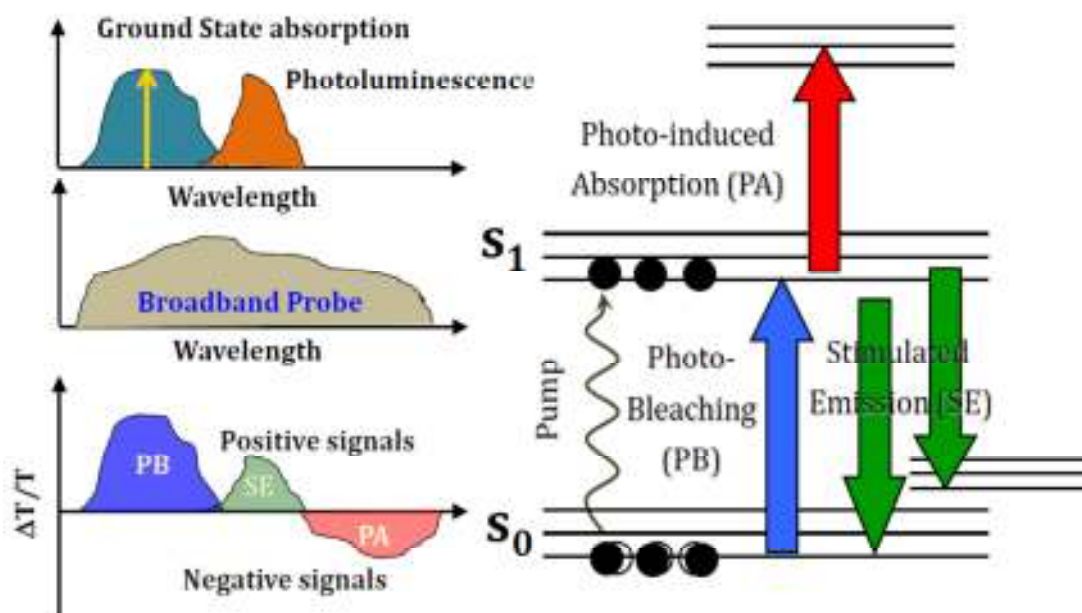 Ground State absorption
Photoluminescence
Wavelength
Broadband Probe
Wavelength
ΔT/T
PB
Positive signals
SE
PA
Negative signals
Photo-induced
Absorption (PA)
S1
Pump
Photo-
Bleaching
(PB)
Stimulated
Emission (SE)
S0